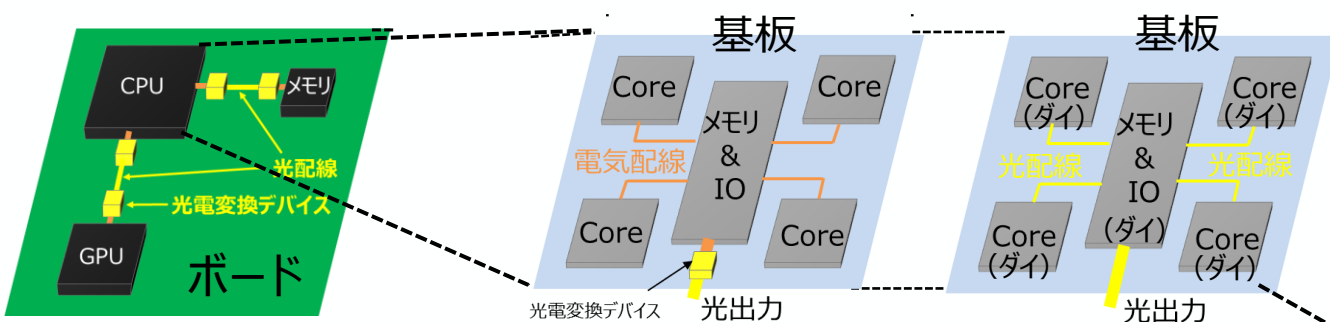 CPU
メモリ
光配線
光電変換デバイス
GPU
ボード
基板
Core
Core
メモリ
&
IO
電気配線
Core
Core
光電変換デバイス
光出力
基板
Core
(ダイ)
Core
(ダイ)
メモリ
&
IO
(ダイ)
光配線
光配線
Core
(ダイ)
Core
(ダイ)
光出力